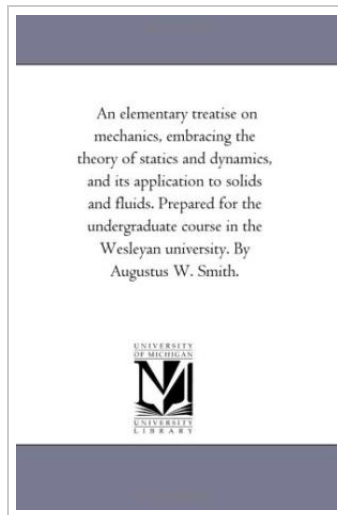 An elementary treatise on
mechanics, embracing the
theory of statics and dynamics,
and its application to solids
and fluids. Prepared for the
undergraduate course in the
Wesleyan university. By
Augustus W. Smith.
UNIVERSITY
OF MICHIGAN
UNIVERSITY
LIBRARY